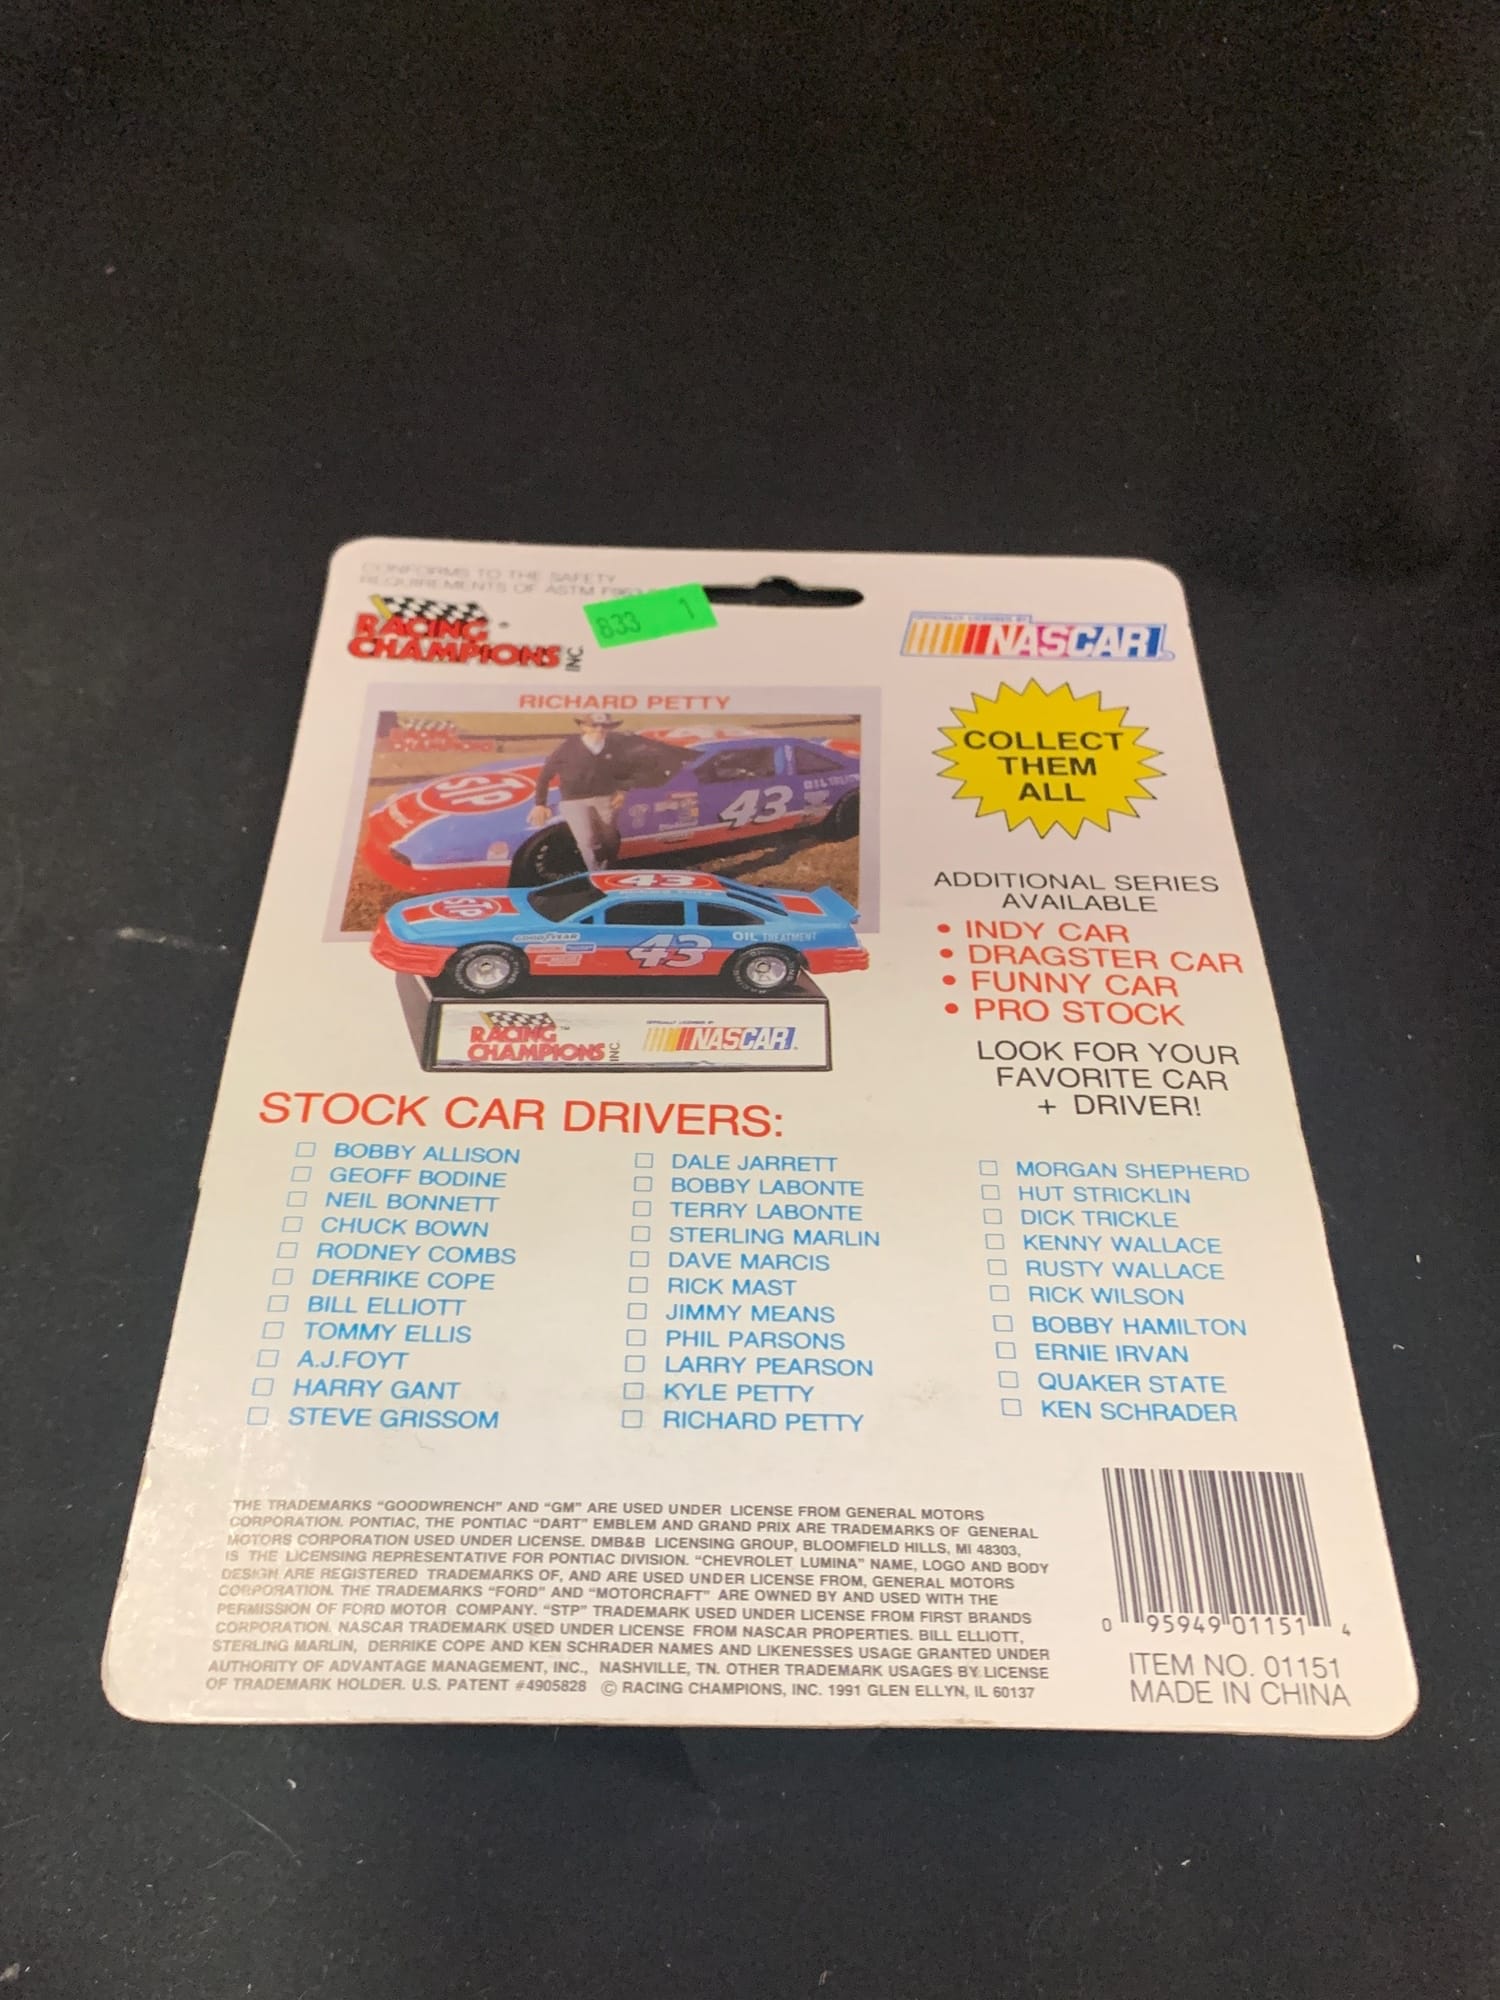 CONFORMS TO THE SAFETY
REQUIREMENTS OF ASTM
833 1
RACING
CHAMPIONS INC.
OFFICIALLY LICENSED BY
NASCAR
RICHARD PETTY
STP
43
43
STP
GOODYEAR
43
OIL TREATMENT
RACING
CHAMPIONS INC. ™
OFFICIALLY LICENSED BY
NASCAR
COLLECT
THEM
ALL
ADDITIONAL SERIES
AVAILABLE
• INDY CAR
• DRAGSTER CAR
• FUNNY CAR
• PRO STOCK
LOOK FOR YOUR
FAVORITE CAR
+ DRIVER!
STOCK CAR DRIVERS:
☐ BOBBY ALLISON
☐ GEOFF BODINE
☐ NEIL BONNETT
☐ CHUCK BOWN
☐ RODNEY COMBS
☐ DERRIKE COPE
☐ BILL ELLIOTT
☐ TOMMY ELLIS
☐ A.J.FOYT
☐ HARRY GANT
☐ STEVE GRISSOM
☐ DALE JARRETT
☐ BOBBY LABONTE
☐ TERRY LABONTE
☐ STERLING MARLIN
☐ DAVE MARCIS
☐ RICK MAST
☐ JIMMY MEANS
☐ PHIL PARSONS
☐ LARRY PEARSON
☐ KYLE PETTY
☐ RICHARD PETTY
☐ MORGAN SHEPHERD
☐ HUT STRICKLIN
☐ DICK TRICKLE
☐ KENNY WALLACE
☐ RUSTY WALLACE
☐ RICK WILSON
☐ BOBBY HAMILTON
☐ ERNIE IRVAN
☐ QUAKER STATE
☐ KEN SCHRADER
THE TRADEMARKS "GOODWRENCH" AND "GM" ARE USED UNDER LICENSE FROM GENERAL MOTORS
CORPORATION. PONTIAC, THE PONTIAC "DART" EMBLEM AND GRAND PRIX ARE TRADEMARKS OF GENERAL
MOTORS CORPORATION USED UNDER LICENSE. DMB&B LICENSING GROUP, BLOOMFIELD HILLS, MI 48303,
IS THE LICENSING REPRESENTATIVE FOR PONTIAC DIVISION. "CHEVROLET LUMINA" NAME, LOGO AND BODY
DESIGN ARE REGISTERED TRADEMARKS OF, AND ARE USED UNDER LICENSE FROM, GENERAL MOTORS
CORPORATION. THE TRADEMARKS "FORD" AND "MOTORCRAFT" ARE OWNED BY AND USED WITH THE
PERMISSION OF FORD MOTOR COMPANY. "STP" TRADEMARK USED UNDER LICENSE FROM FIRST BRANDS
CORPORATION. NASCAR TRADEMARK USED UNDER LICENSE FROM NASCAR PROPERTIES. BILL ELLIOTT,
STERLING MARLIN, DERRIKE COPE AND KEN SCHRADER NAMES AND LIKENESSES USAGE GRANTED UNDER
AUTHORITY OF ADVANTAGE MANAGEMENT, INC., NASHVILLE, TN. OTHER TRADEMARK USAGES BY LICENSE
OF TRADEMARK HOLDER. U.S. PATENT #4905828 © RACING CHAMPIONS, INC. 1991 GLEN ELLYN, IL 60137
0 95949 01151 4
ITEM NO. 01151
MADE IN CHINA